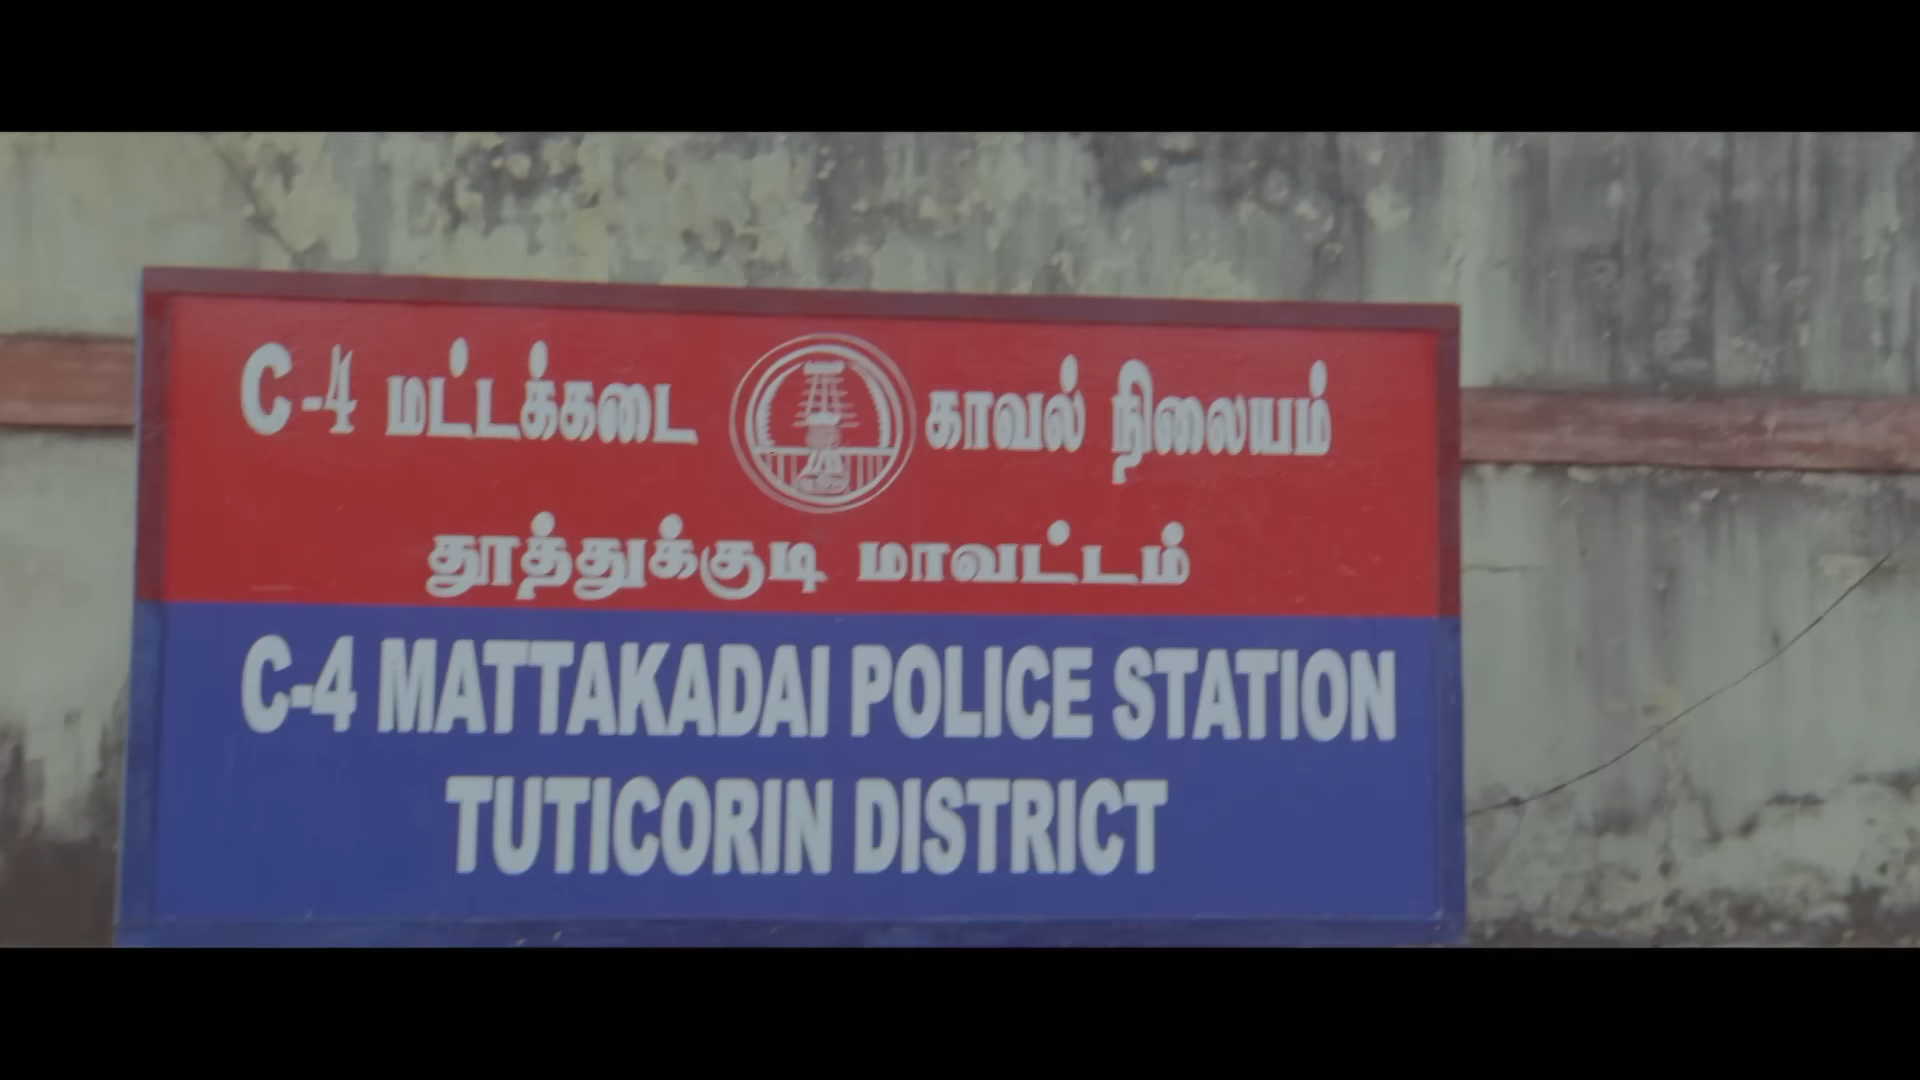 C-4 மட்டக்கடை காவல் நிலையம்
தூத்துக்குடி மாவட்டம்
C-4 MATTAKADAI POLICE STATION
TUTICORIN DISTRICT